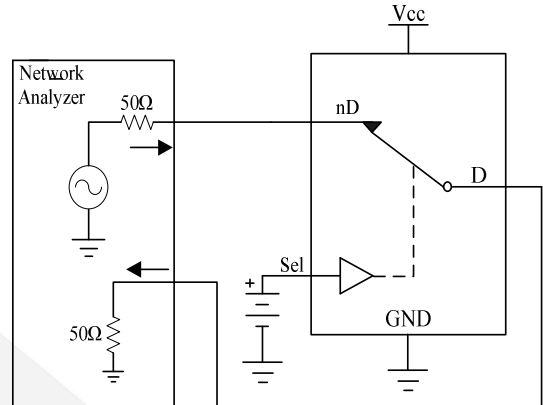 Vcc
Network
Analyzer
50Ω
nD
D
Sel
+
GND
50Ω